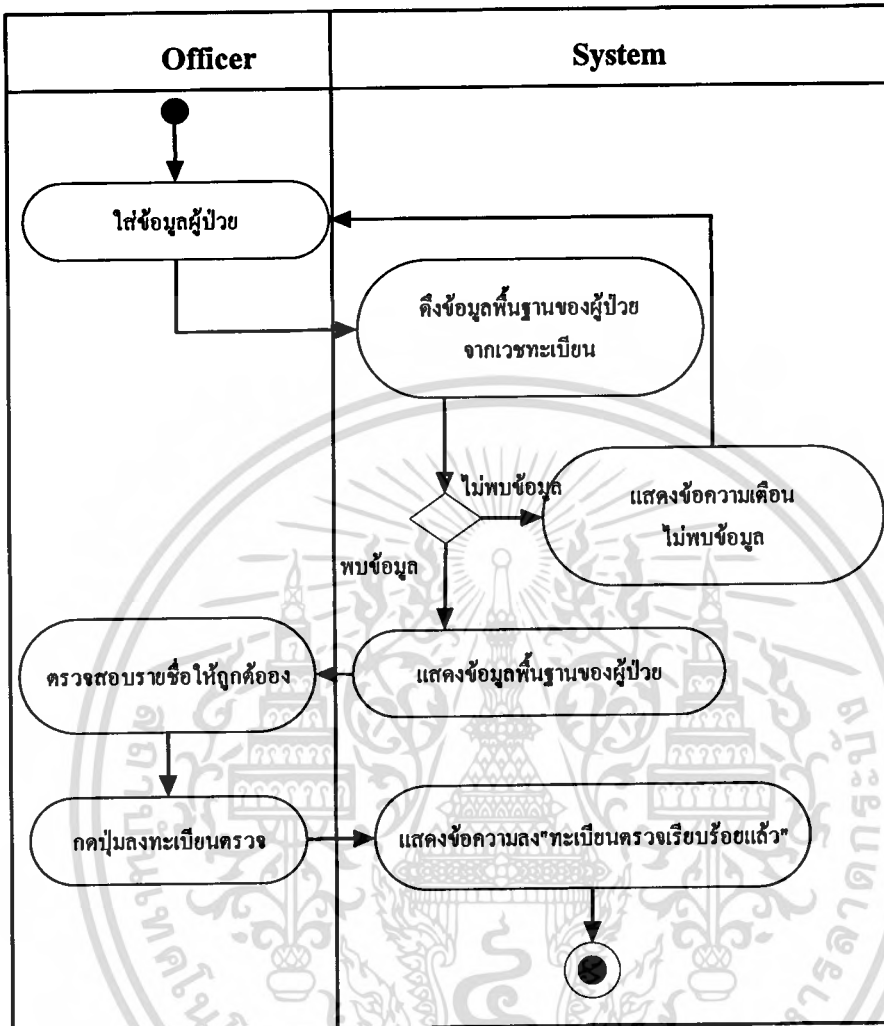 Officer
System
ใส่ข้อมูลผู้ป่วย
ดึงข้อมูลพื้นฐานของผู้ป่วย
จากเวชทะเบียน
ไม่พบข้อมูล
แสดงข้อความเตือน
ไม่พบข้อมูล
พบข้อมูล
ตรวจสอบรายชื่อให้ถูกต้ออง
แสดงข้อมูลพื้นฐานของผู้ป่วย
กดปุ่มลงทะเบียนตรวจ
แสดงข้อความลง"ทะเบียนตรวจเรียบร้อยแล้ว"